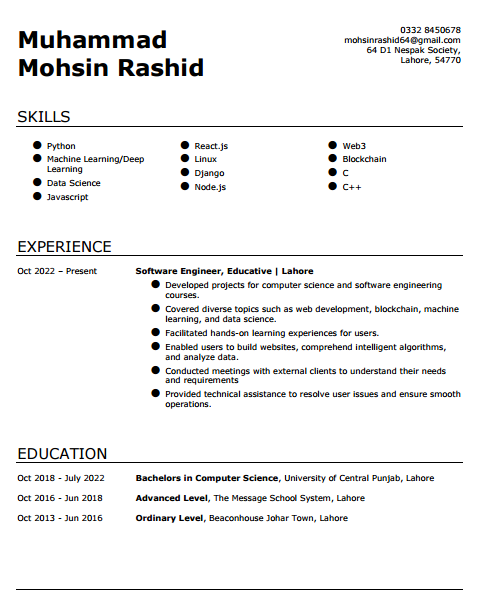 Muhammad
Mohsin Rashid
0332 8450678
mohsinrashid64@gmail.com
64 D1 Nespak Society,
Lahore, 54770
SKILLS
Python
Machine Learning/Deep
Learning
Data Science
Javascript
React.js
Linux
Django
Node.js
Web3
Blockchain
C
C++
EXPERIENCE
Oct 2022 – Present
Software Engineer, Educative | Lahore
Developed projects for computer science and software engineering
courses.
Covered diverse topics such as web development, blockchain, machine
learning, and data science.
Facilitated hands-on learning experiences for users.
Enabled users to build websites, comprehend intelligent algorithms,
and analyze data.
Conducted meetings with external clients to understand their needs
and requirements
Provided technical assistance to resolve user issues and ensure smooth
operations.
EDUCATION
Oct 2018 - July 2022 Bachelors in Computer Science, University of Central Punjab, Lahore
Oct 2016 - Jun 2018 Advanced Level, The Message School System, Lahore
Oct 2013 - Jun 2016 Ordinary Level, Beaconhouse Johar Town, Lahore